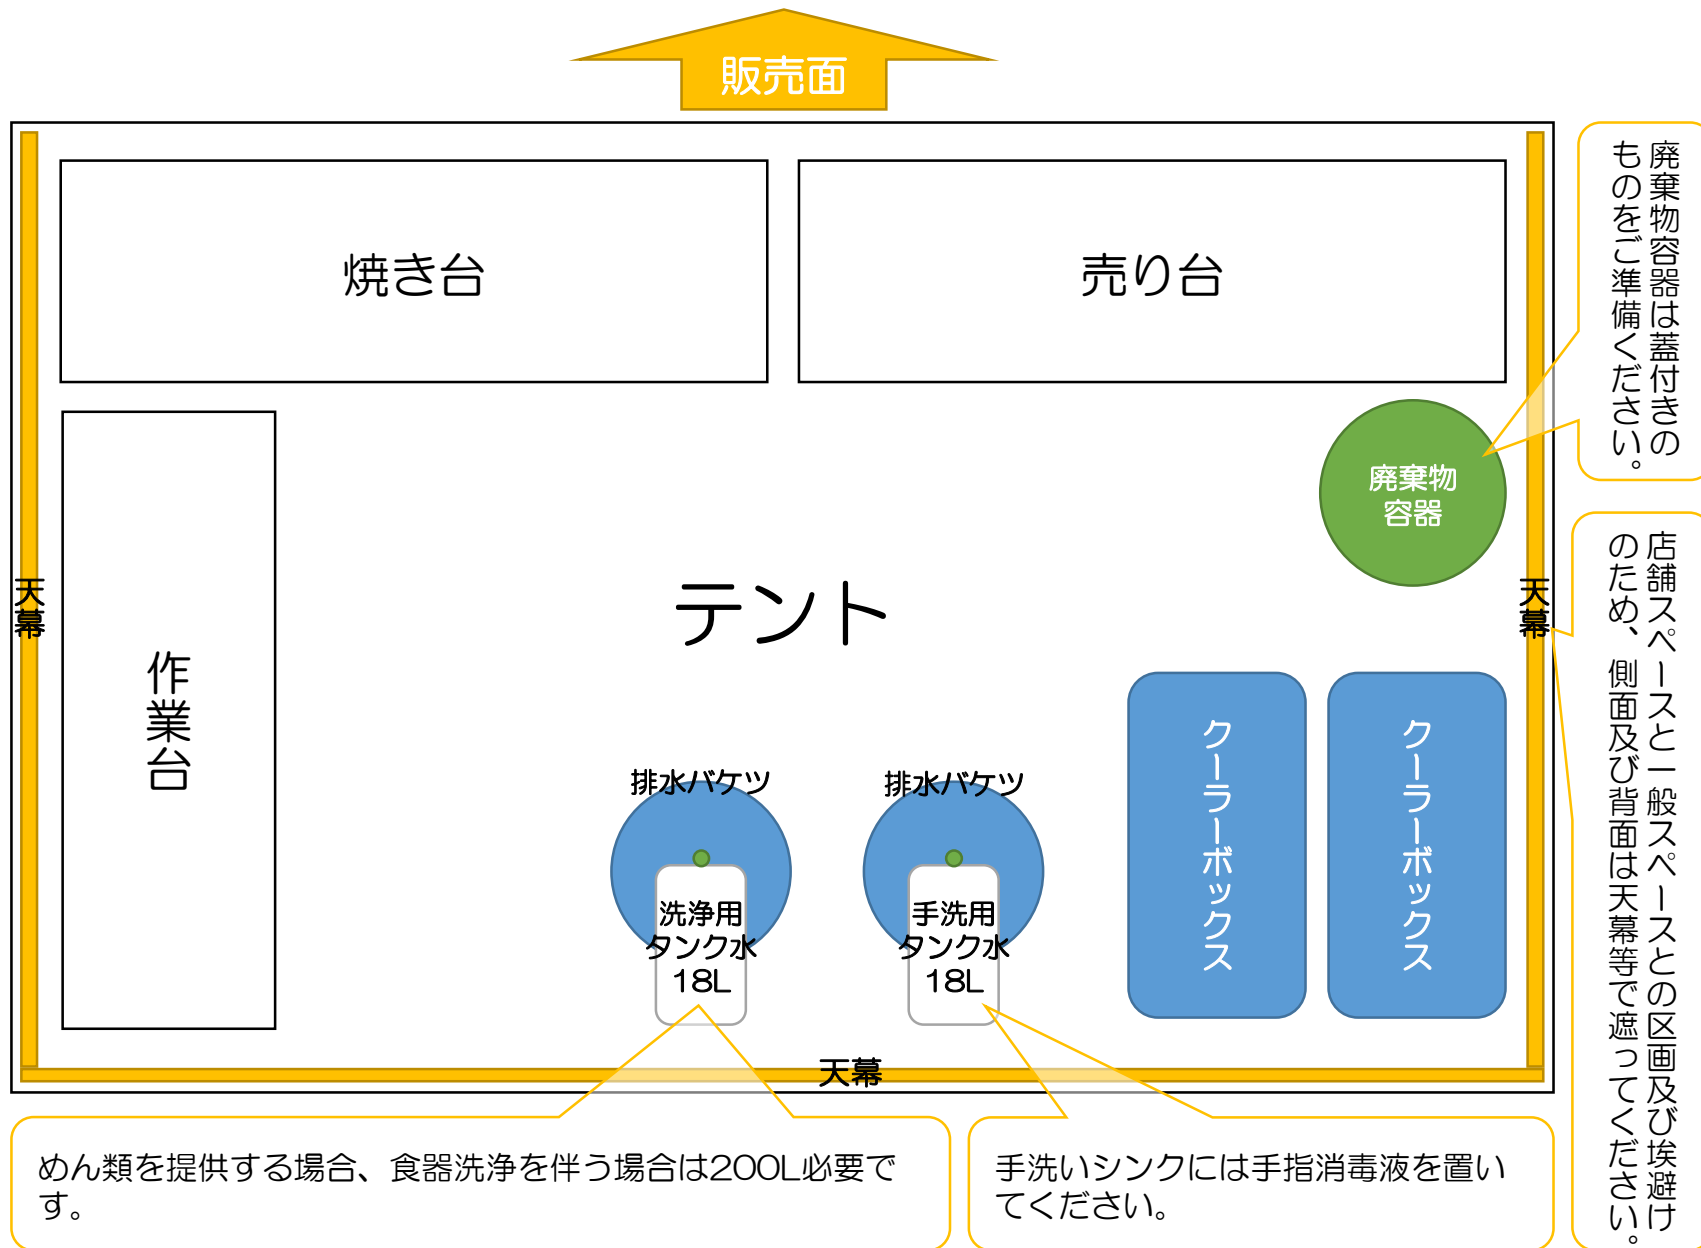 販売面
焼き台
売り台
廃棄物容器は蓋付きの
ものをご準備ください。
廃棄物
容器
天幕
テント
天幕
店舗スペースと一般スペースとの区画及び埃避け
のため、側面及び背面は天幕等で遮ってください。
作業台
排水バケツ
洗浄用
タンク水
18L
排水バケツ
手洗用
タンク水
18L
クーラーボックス
クーラーボックス
天幕
めん類を提供する場合、食器洗浄を伴う場合は200L必要で
す。
手洗いシンクには手指消毒液を置い
てください。